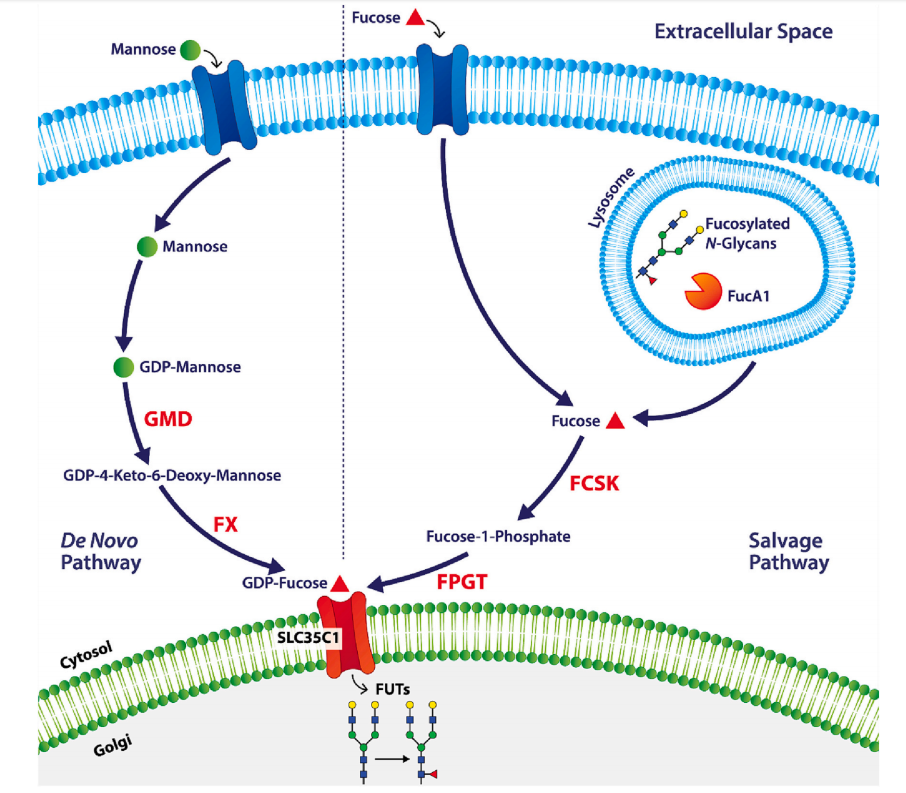 Fucose
Extracellular Space
Mannose
Lysosome
Fucosylated
N-Glycans
FucA1
Mannose
GDP-Mannose
GMD
Fucose
GDP-4-Keto-6-Deoxy-Mannose
FCSK
FX
Fucose-1-Phosphate
De Novo
Pathway
Salvage
Pathway
GDP-Fucose
FPGT
SLC35C1
Cytosol
FUTs
Golgi